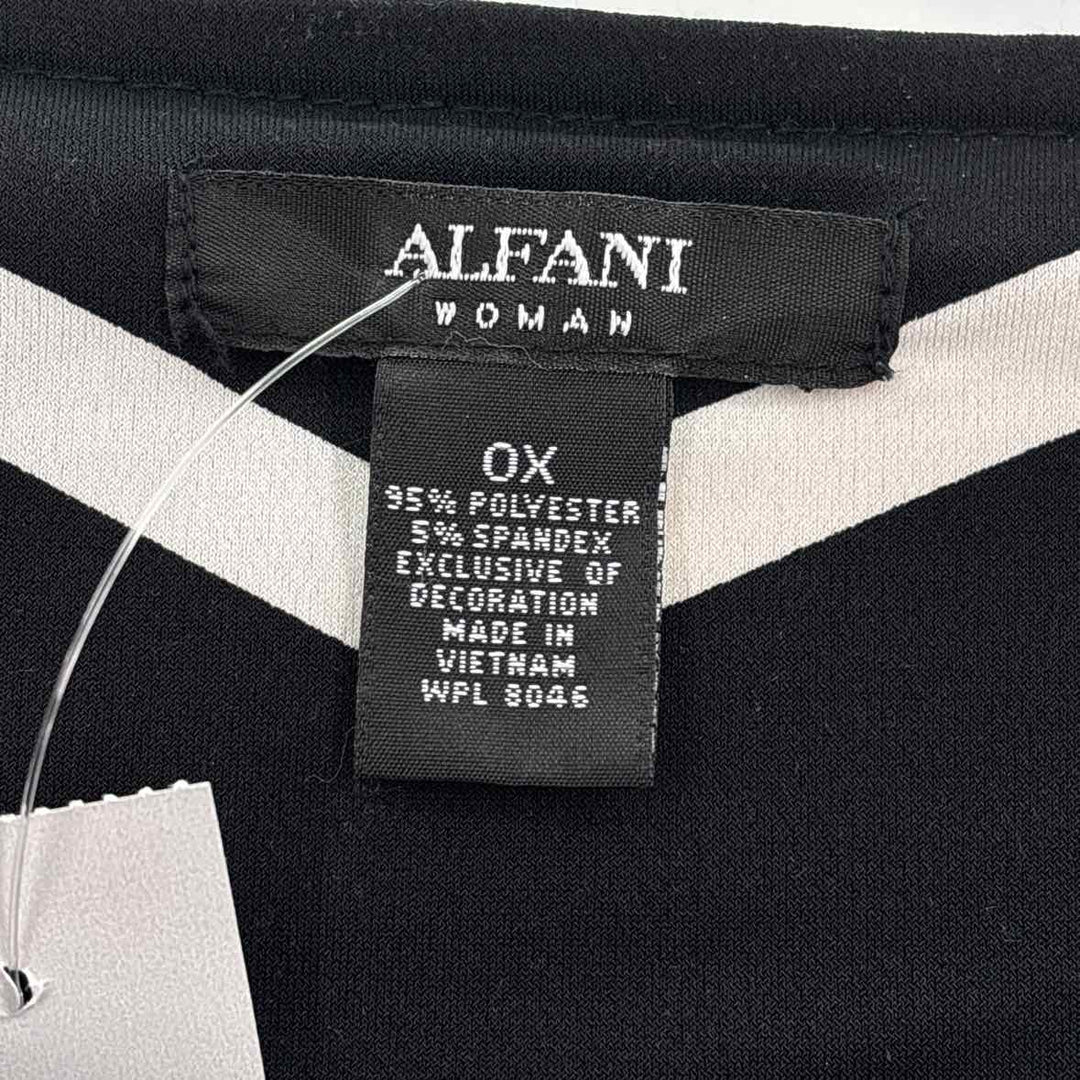 ALFANI
WOMAN
0X
95% POLYESTER
5% SPANDEX
EXCLUSIVE OF
DECORATION
MADE IN
VIETNAM
WPL 8046